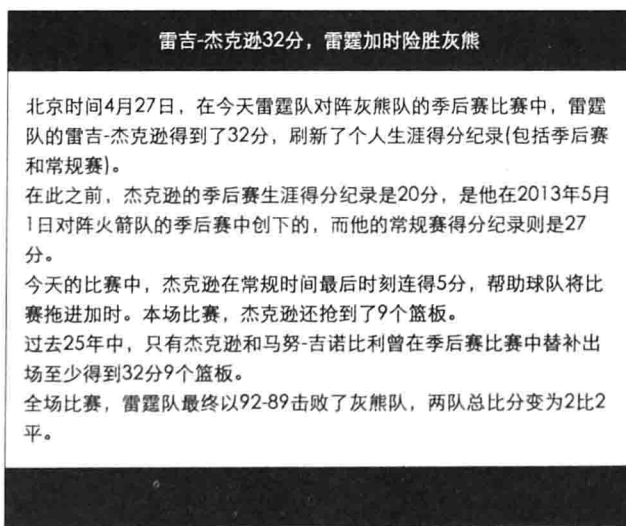 雷吉-杰克逊32分，雷霆加时险胜灰熊
北京时间4月27日，在今天雷霆队对阵灰熊队的季后赛比赛中，雷霆
队的雷吉-杰克逊得到了32分，刷新了个人生涯得分纪录(包括季后赛
和常规赛)。
在此之前，杰克逊的季后赛生涯得分纪录是20分，是他在2013年5月
1日对阵火箭队的季后赛中创下的，而他的常规赛得分纪录则是27
分。
今天的比赛中，杰克逊在常规时间最后时刻连得5分，帮助球队将比
赛拖进加时。本场比赛，杰克逊还抢到了9个篮板。
过去25年中，只有杰克逊和马努-吉诺比利曾在季后赛比赛中替补出
场至少得到32分9个篮板。
全场比赛，雷霆队最终以92-89击败了灰熊队，两队总比分变为2比2
平。